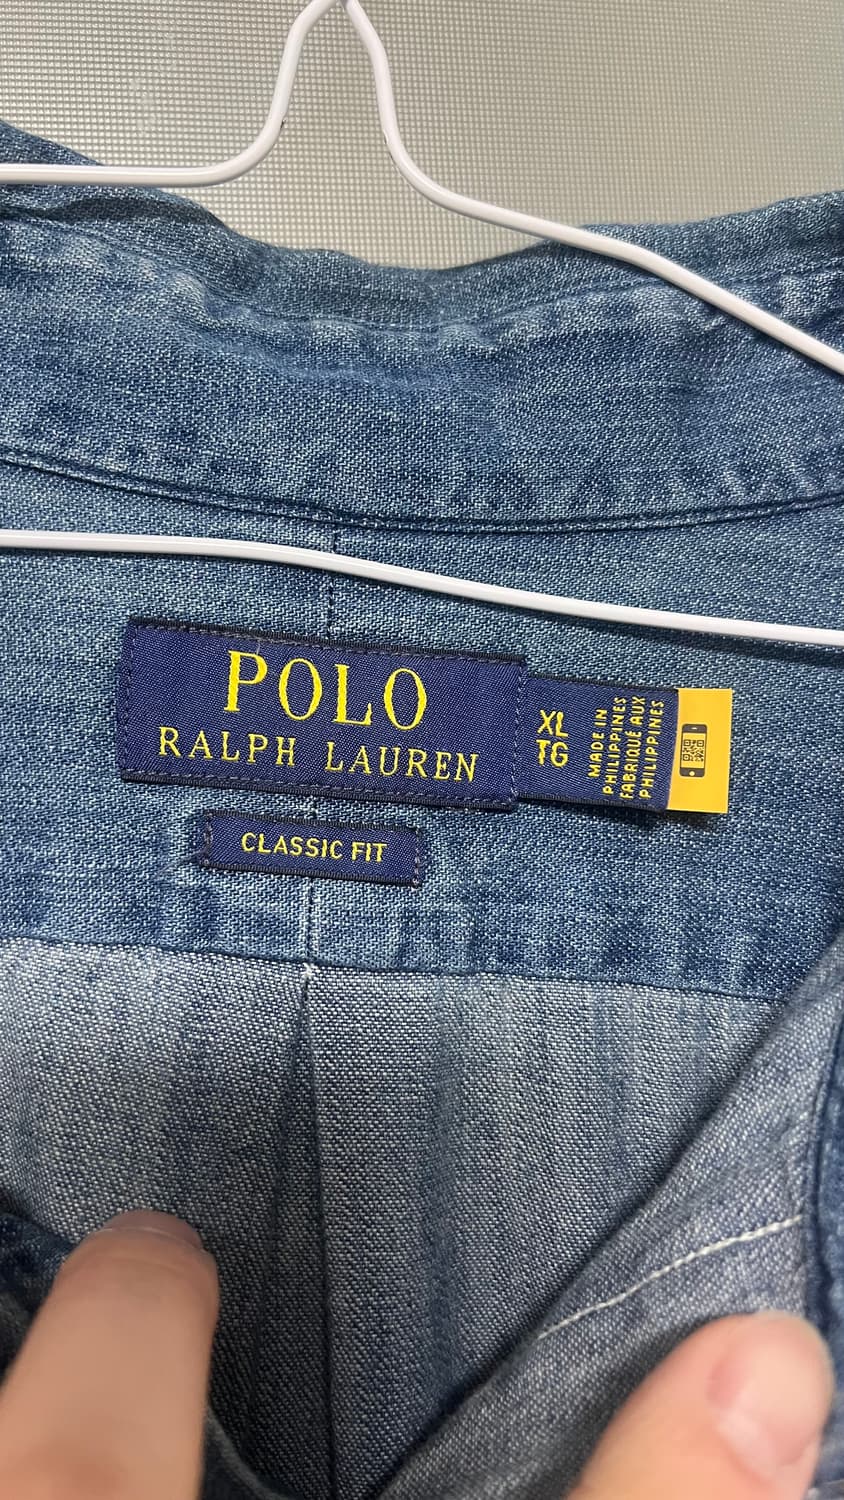 POLO
RALPH LAUREN
XL
TG
MADE IN
PHILIPPINES
FABRIQUÉ AUX
PHILIPPINES
CLASSIC FIT